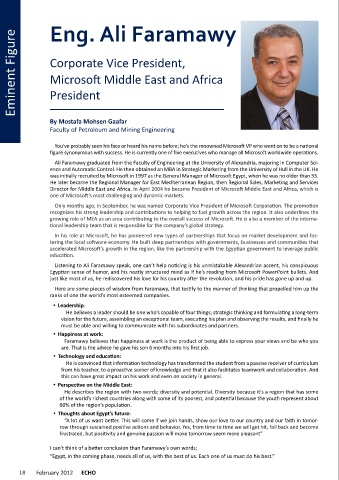 Eminent Figure
Eng. Ali Faramawy
Corporate Vice President,
Microsoft Middle East and Africa
President
By Mostafa Mohsen Gaafar
Faculty of Petroleum and Mining Engineering
You've probably seen his face or heard his name before; he's the renowned Microsoft VP who went on to be a national
figure synonymous with success. He is currently one of five executives who manage all Microsoft worldwide operations.
Ali Faramawy graduated from the Faculty of Engineering at the University of Alexandria, majoring in Computer Sci-
ence and Automatic Control. He then obtained an MBA in Strategic Marketing from the University of Hull in the UK. He
was initially recruited by Microsoft in 1997 as the General Manager of Microsoft Egypt, when he was no older than 33.
He later became the Regional Manager for East Mediterranean Region, then Regional Sales, Marketing and Services
Director for Middle East and Africa. In April 2004 he became President of Microsoft Middle East and Africa, which is
one of Microsoft's most challenging and dynamic markets.
Only months ago, in September, he was named Corporate Vice President of Microsoft Corporation. The promotion
recognizes his strong leadership and contributions to helping to fuel growth across the region. It also underlines the
growing role of MEA as an area contributing to the overall success of Microsoft. He is also a member of the interna-
tional leadership team that is responsible for the company's global strategy.
In his role at Microsoft, he has pioneered new types of partnerships that focus on market development and fos-
tering the local software economy. He built deep partnerships with governments, businesses and communities that
accelerated Microsoft's growth in the region, like the partnership with the Egyptian government to leverage public
education.
Listening to Ali Faramawy speak, one can't help noticing is his unmistakable Alexandrian accent, his conspicuous
Egyptian sense of humor, and his neatly structured mind as if he's reading from Microsoft PowerPoint bullets. And
just like most of us, he rediscovered his love for his country after the revolution, and his pride has gone up and up.
Here are some pieces of wisdom from Faramawy, that testify to the manner of thinking that propelled him up the
ranks of one the world's most esteemed companies.
• Leadership:
He believes a leader should be one who's capable of four things; strategic thinking and formulating a long-term
vision for the future, assembling an exceptional team, executing his plan and observing the results, and finally he
must be able and willing to communicate with his subordinates and partners.
• Happiness at work:
Faramawy believes that happiness at work is the product of being able to express your views and be who you
are. That is the advice he gave his son 6 months into his first job.
• Technology and education:
He is convinced that information technology has transformed the student from a passive receiver of curriculum
from his teacher, to a proactive seeker of knowledge and that it also facilitates teamwork and collaboration. And
this can have great impact on his work and even on society in general.
• Perspective on the Middle East:
He describes the region with two words; diversity and potential. Diversity because it's a region that has some
of the world's richest countries along with some of its poorest, and potential because the youth represent about
60% of the region's population.
• Thoughts about Egypt's future:
"A lot of us want better. This will come if we join hands, show our love to our country and our faith in tomor-
row through sustained positive actions and behavior. Yes, from time to time we will get hit, fall back and become
frustrated, but positivity and genuine passion will make tomorrow seem more pleasant"
I can't think of a better conclusion than Faramawy's own words;
"Egypt, in the coming phase, needs all of us, with the best of us. Each one of us must do his best."
18 February 2012 ECHO